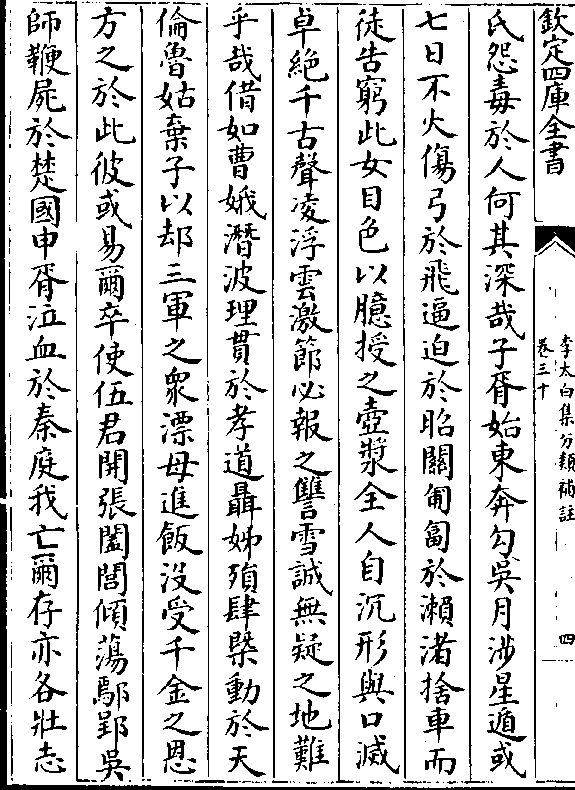 欽定四庫全書
李太白集分類補註
卷三十
四
氏怨毒於人何其深哉子胥始東奔勾吳月涉星遁或
七日不火傷弓於飛逼迫於昭關匍匐於瀨渚捨車而
徒告窮此女目色以臆授之壺漿全人自沉形與口滅
卓絶千古聲凌浮雲激節必報之讐雪誠無疑之地難
乎哉借如曹娥潛波理貫於孝道聶姊殞肆槩動於天
倫魯姑棄子以却三軍之衆漂母進飯没受千金之恩
方之於此彼或易爾卒使伍君開張闔閭傾蕩鄢郢吳
師鞭屍於楚國申胥泣血於秦庭我亡爾存亦各壯志